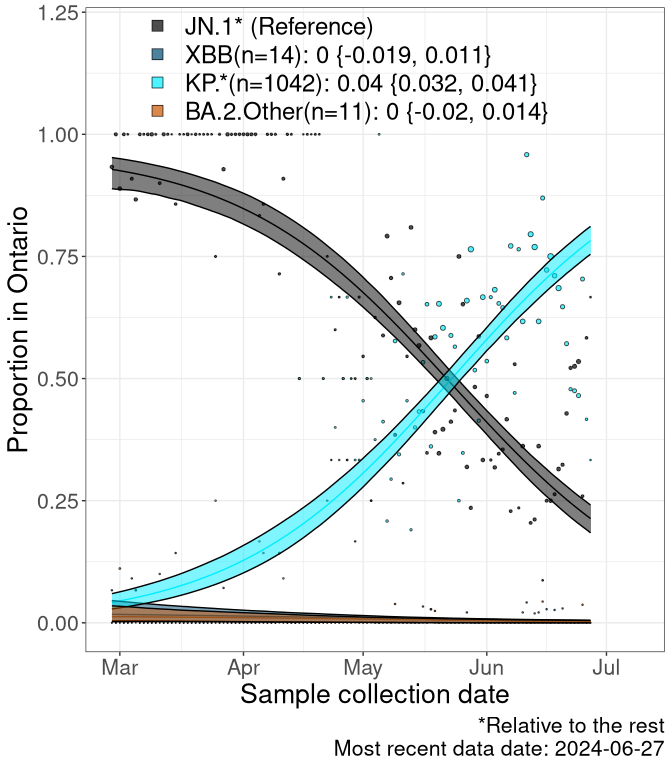 JN.1* (Reference)
XBB(n=14): 0 {-0.019, 0.011}
KP.*(n=1042): 0.04 {0.032, 0.041}
BA.2.Other(n=11): 0 {-0.02, 0.014}
Proportion in Ontario
1.25
1.00
0.75
0.50
0.25
0.00
Mar Apr May Jun Jul
Sample collection date
*Relative to the rest
Most recent data date: 2024-06-27